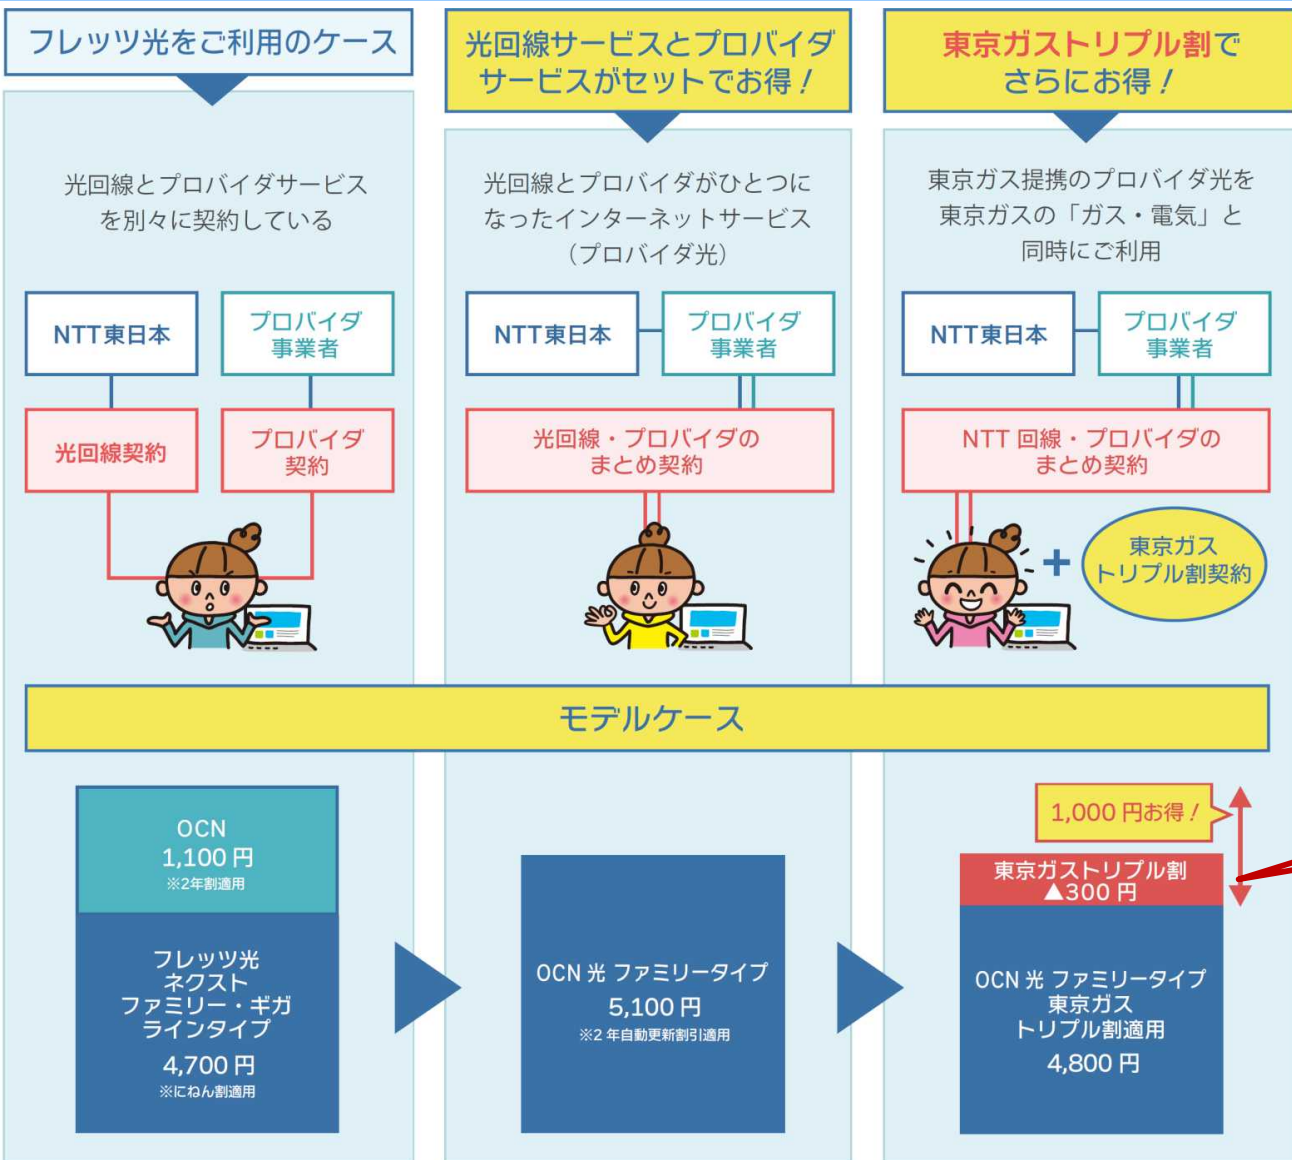 フレッツ光をご利用のケース
光回線とプロバイダサービス
を別々に契約している
NTT東日本
プロバイダ
事業者
光回線契約
プロバイダ
契約
光回線サービスとプロバイダ
サービスがセットでお得！
光回線とプロバイダがひとつに
なったインターネットサービス
（プロバイダ光）
NTT東日本
プロバイダ
事業者
光回線・プロバイダの
まとめ契約
東京ガストリプル割で
さらにお得！
東京ガス提携のプロバイダ光を
東京ガスの「ガス・電気」と
同時にご利用
NTT東日本
プロバイダ
事業者
NTT 回線・プロバイダの
まとめ契約
+
東京ガス
トリプル割契約
モデルケース
OCN
1,100 円
※2年割適用
フレッツ光
ネクスト
ファミリー・ギガ
ラインタイプ
4,700 円
※にねん割適用
OCN 光 ファミリータイプ
5,100 円
※2 年自動更新割引適用
1,000 円お得！
東京ガストリプル割
▲300 円
OCN 光 ファミリータイプ
東京ガス
トリプル割適用
4,800 円